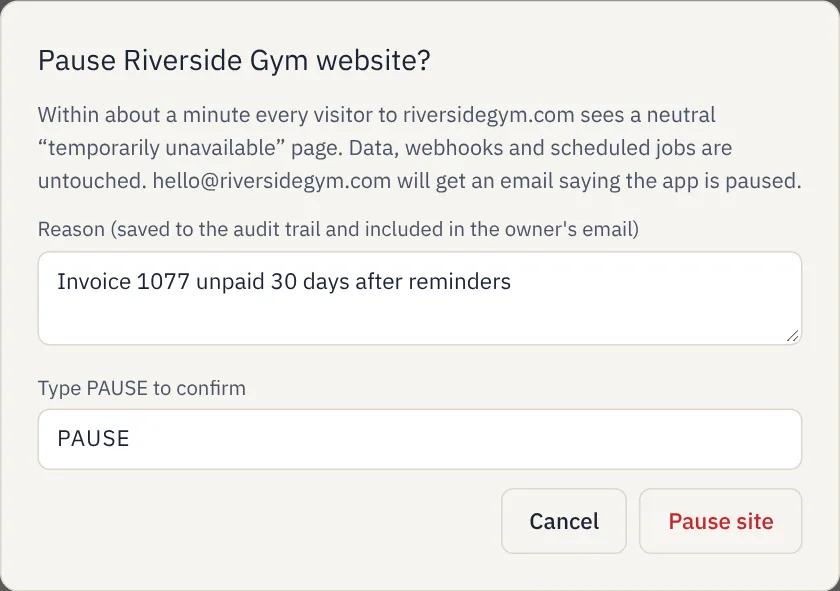 Pause Riverside Gym website?
Within about a minute every visitor to riversidegym.com sees a neutral
“temporarily unavailable” page. Data, webhooks and scheduled jobs are
untouched. hello@riversidegym.com will get an email saying the app is paused.
Reason (saved to the audit trail and included in the owner's email)
Invoice 1077 unpaid 30 days after reminders
Type PAUSE to confirm
PAUSE
Cancel
Pause site